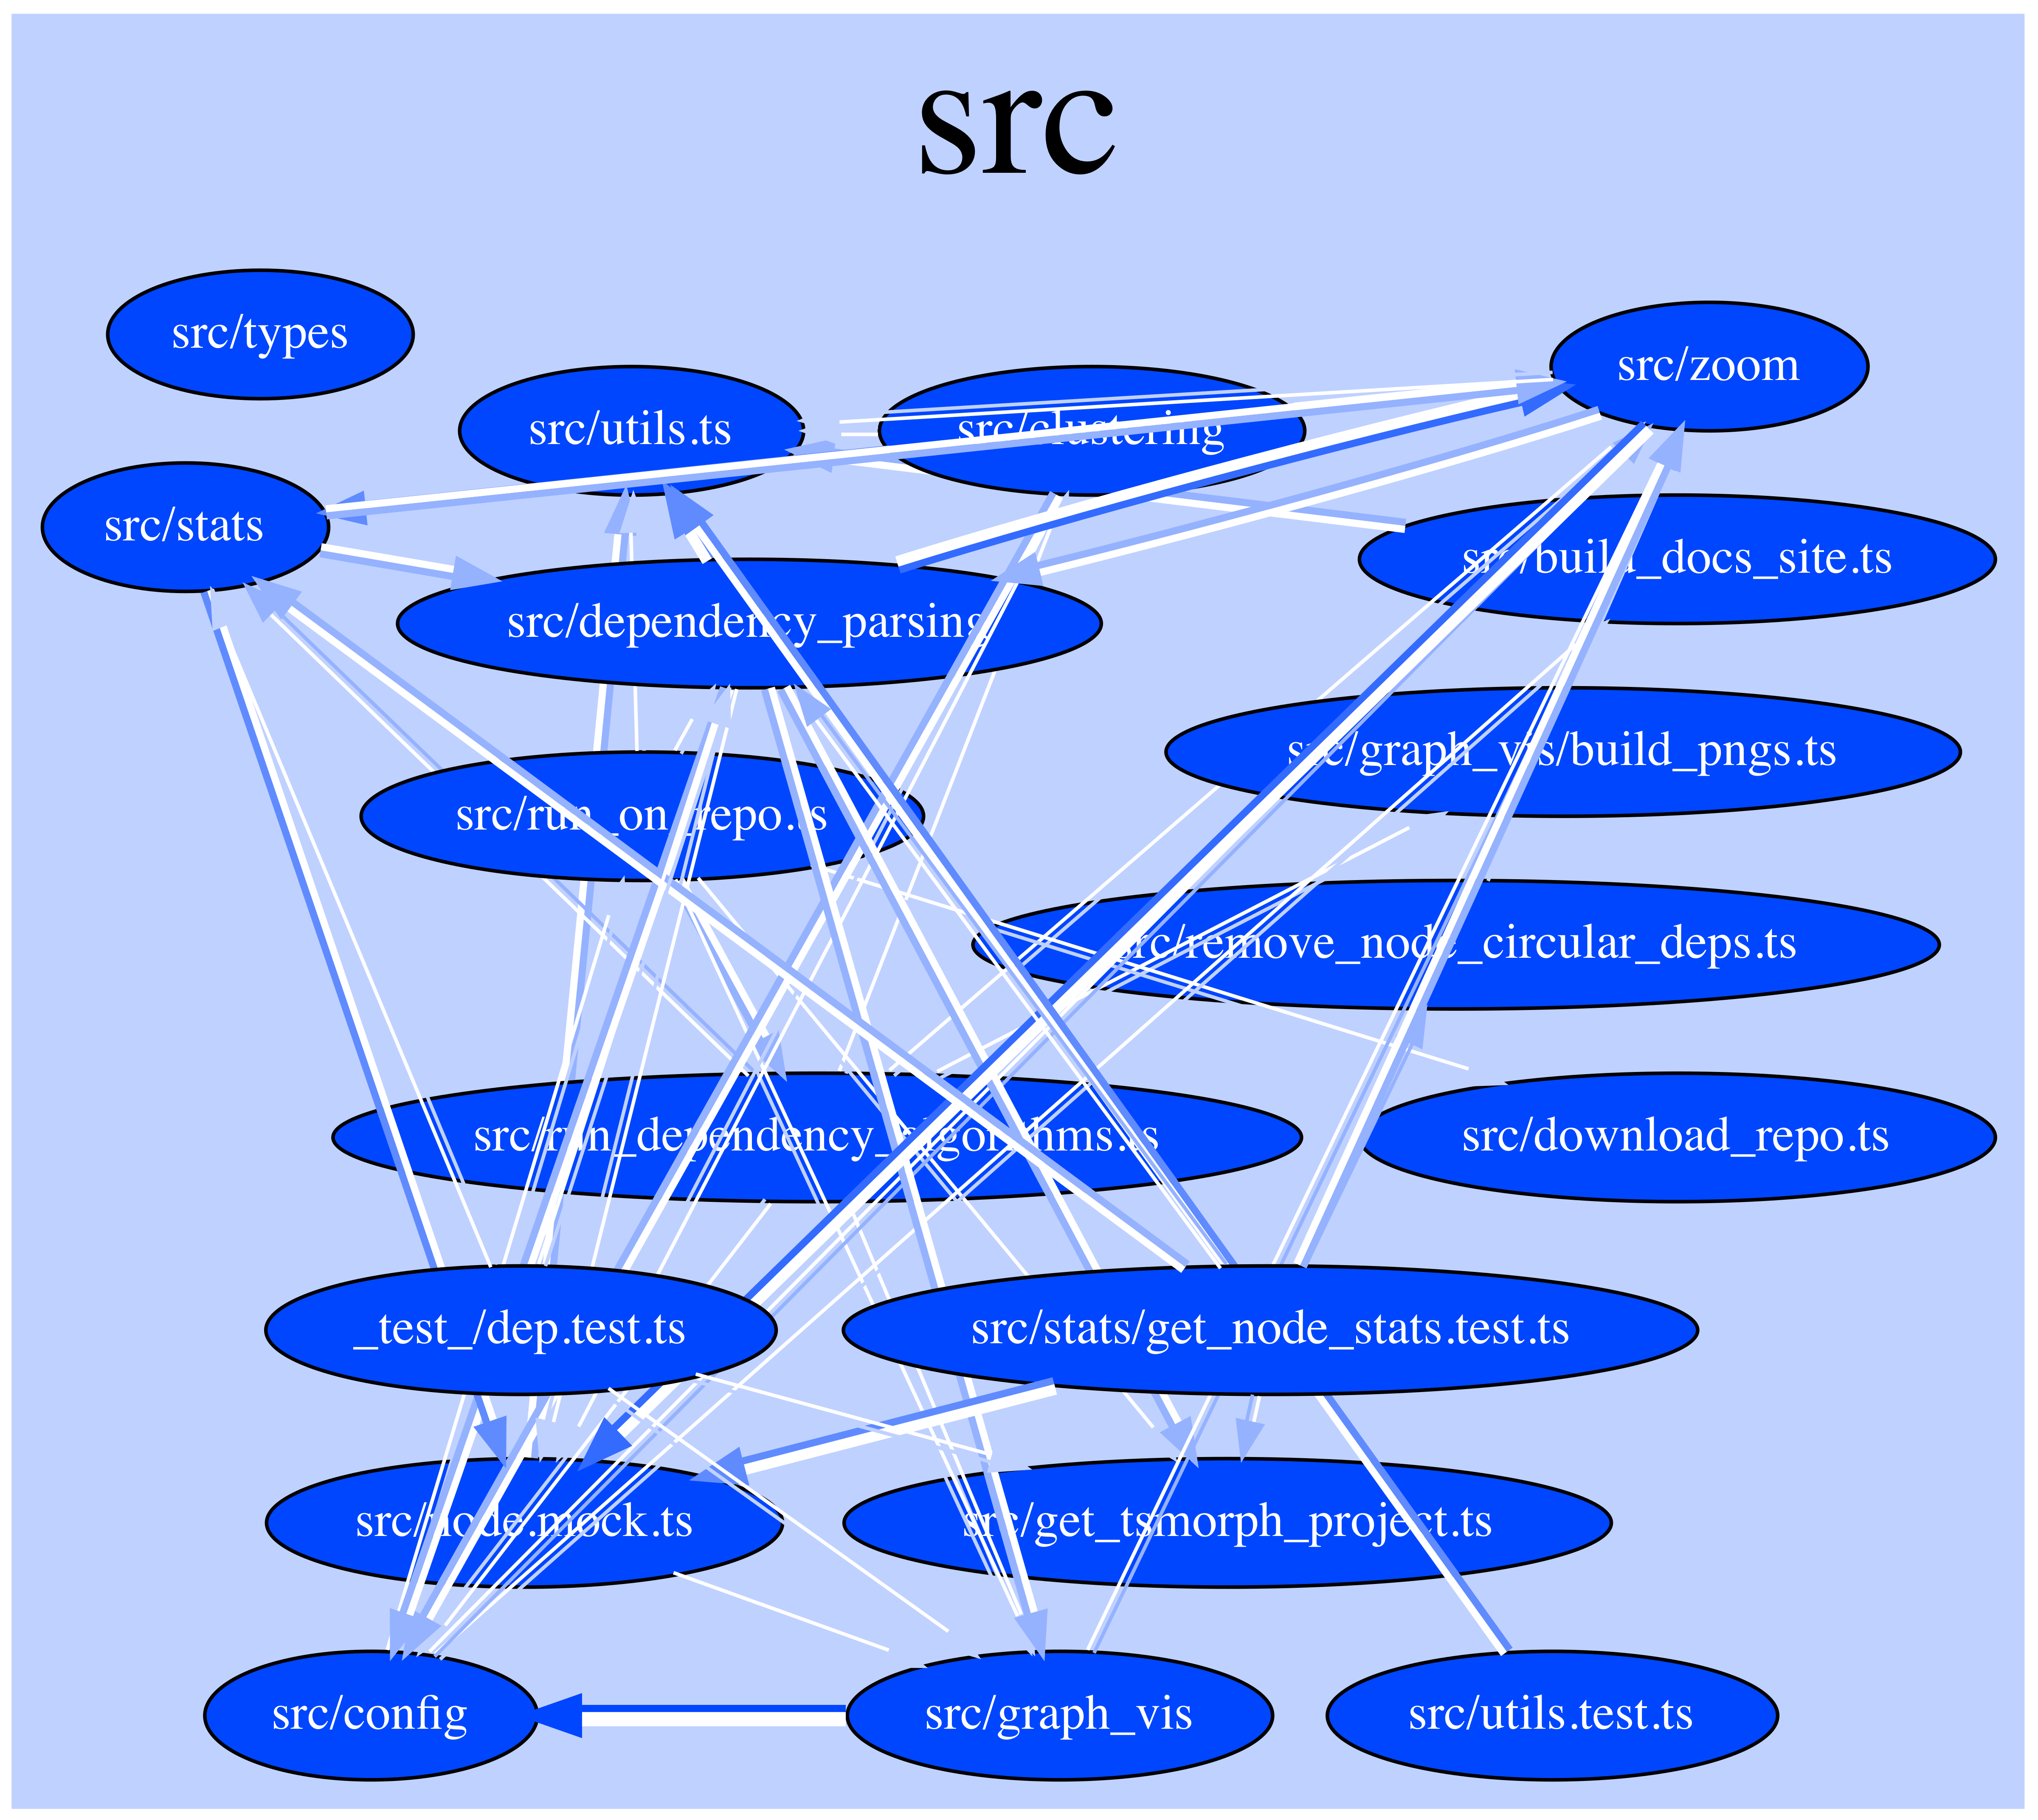 src
src/types
src/zoom
src/utils.ts
src/clustering
src/stats
src/build_docs_site.ts
src/dependency_parsing
src/graph_vis/build_pngs.ts
src/run_on_repo.ts
src/remove_node_circular_deps.ts
src/run_dependency_algorithms.ts
src/download_repo.ts
_test_/dep.test.ts
src/stats/get_node_stats.test.ts
src/node.mock.ts
src/get_tsmorph_project.ts
src/config
src/graph_vis
src/utils.test.ts